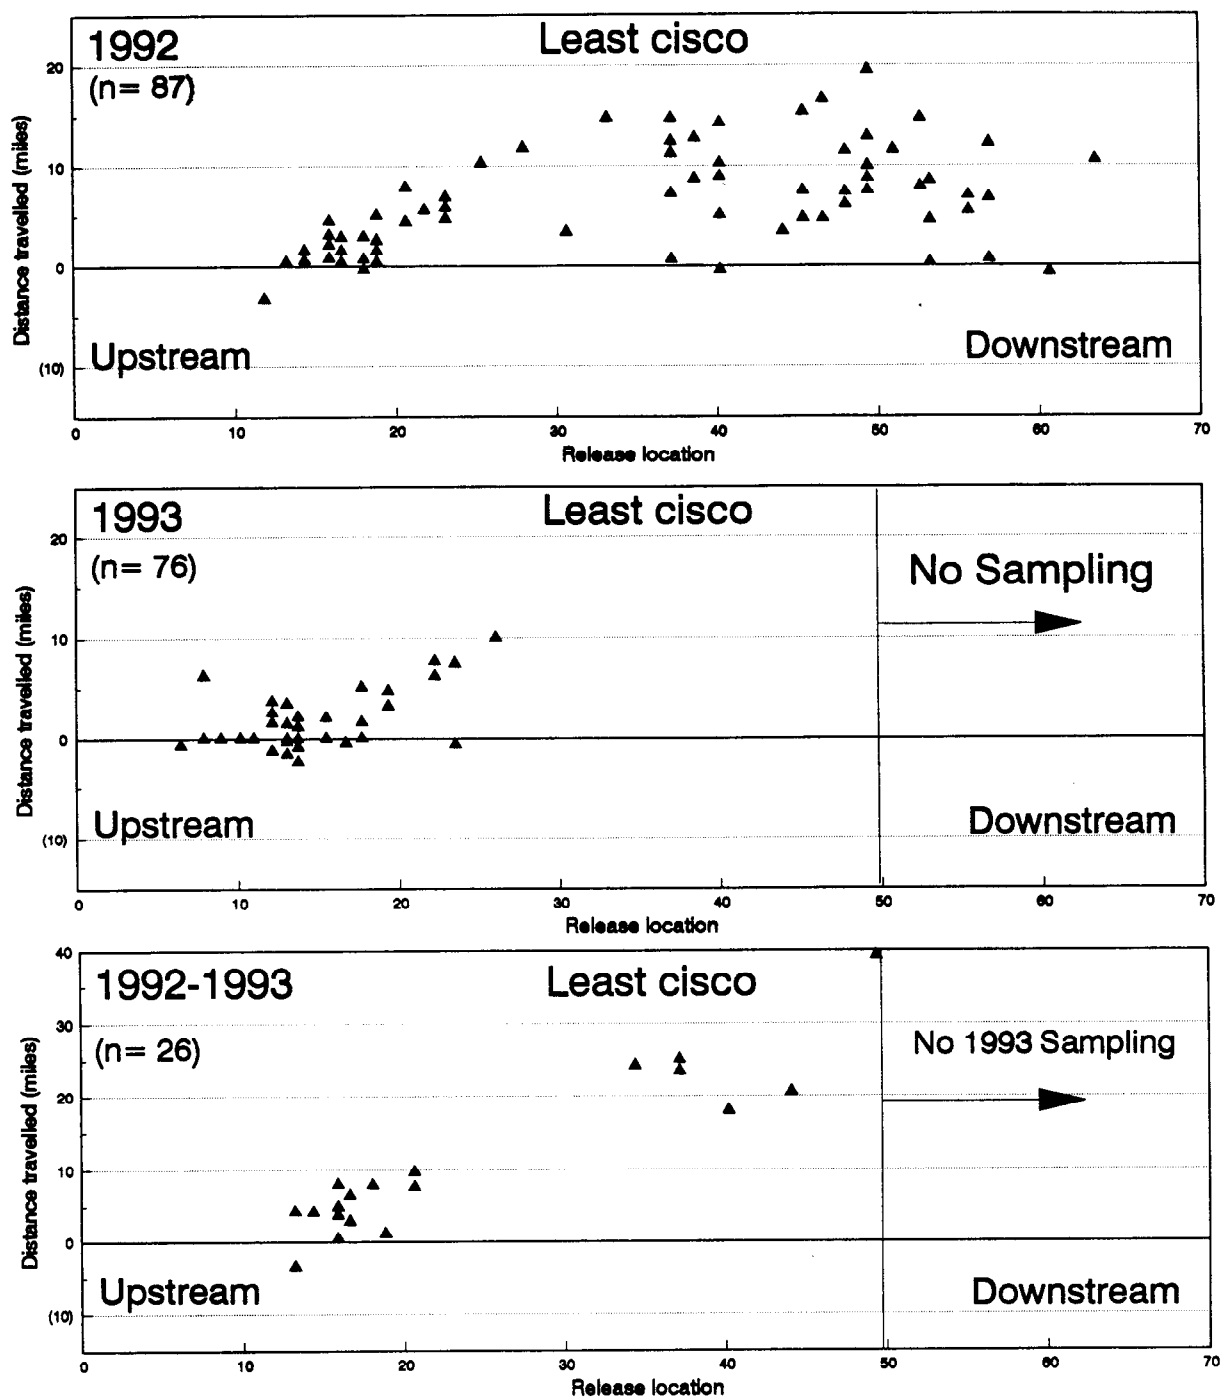 1992
Least cisco
(n= 87)
20
10
0
(10)
Distance travelled (miles)
Upstream
Downstream
0 10 20 30 40 50 60 70
Release location
1993
Least cisco
(n= 76)
No Sampling
20
10
0
(10)
Distance travelled (miles)
Upstream
Downstream
0 10 20 30 40 50 60 70
Release location
1992-1993
Least cisco
(n= 26)
No 1993 Sampling
40
30
20
10
0
(10)
Distance travelled (miles)
Upstream
Downstream
0 10 20 30 40 50 60 70
Release location